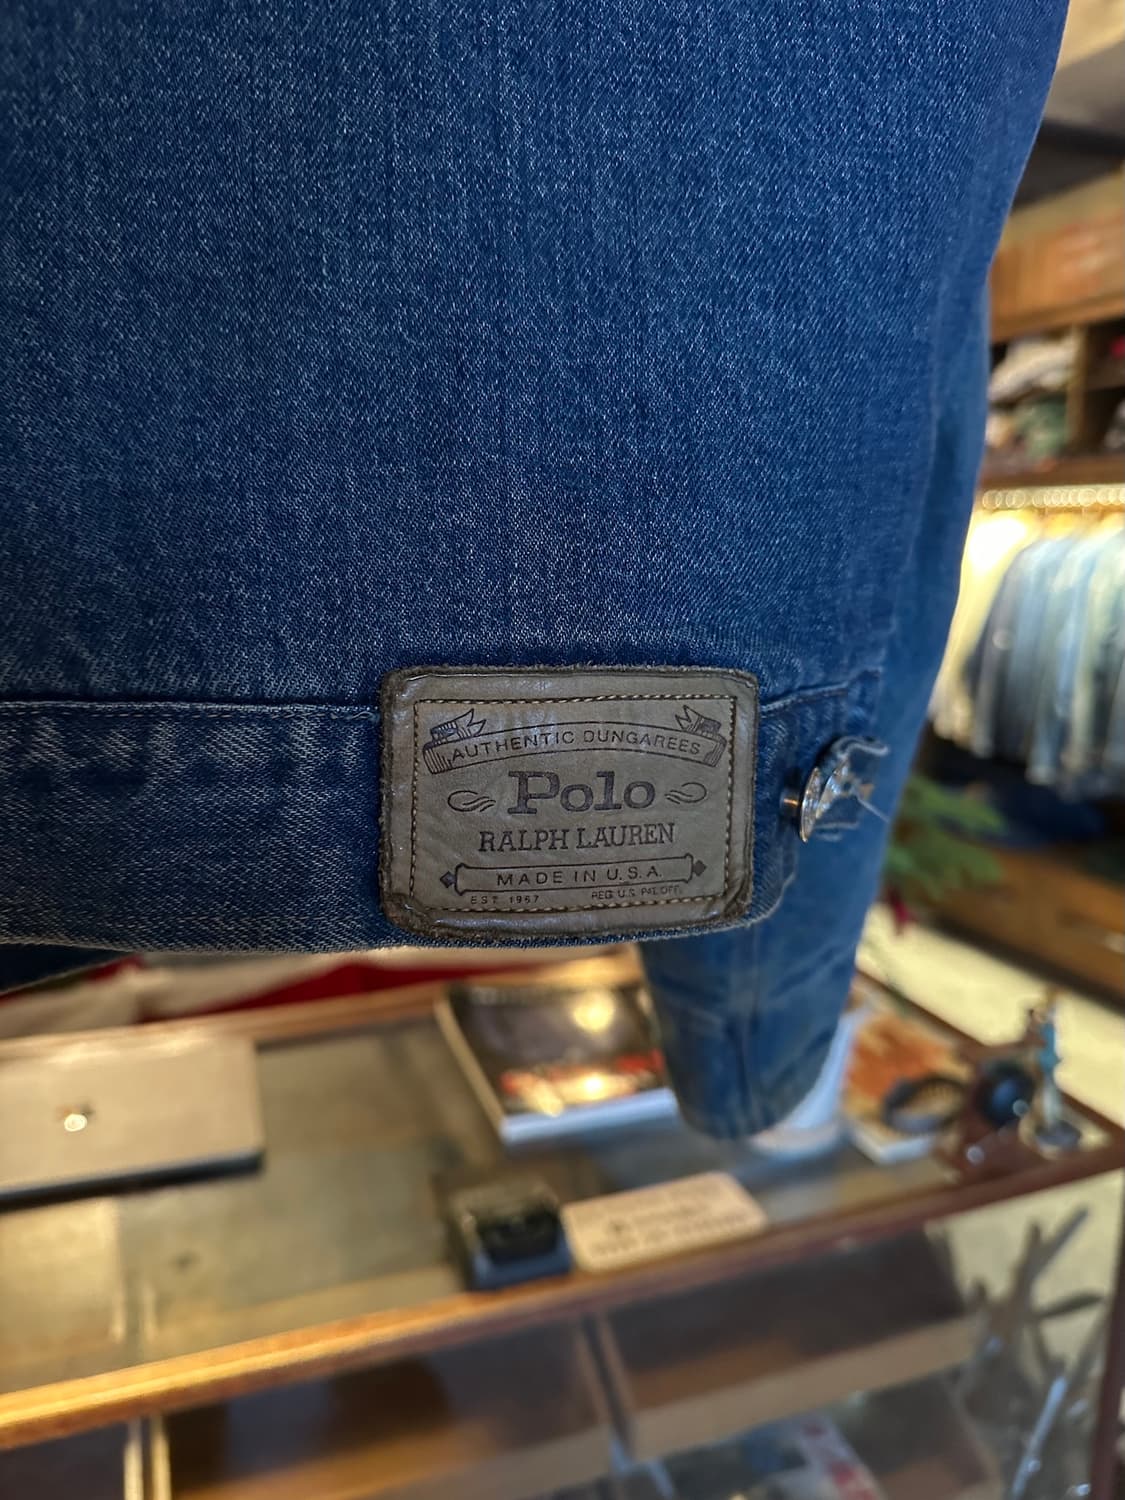 AUTHENTIC DUNGAREES
Polo
RALPH LAUREN
MADE IN U.S.A.
EST. 1967 REG. U.S. PAT. OFF.